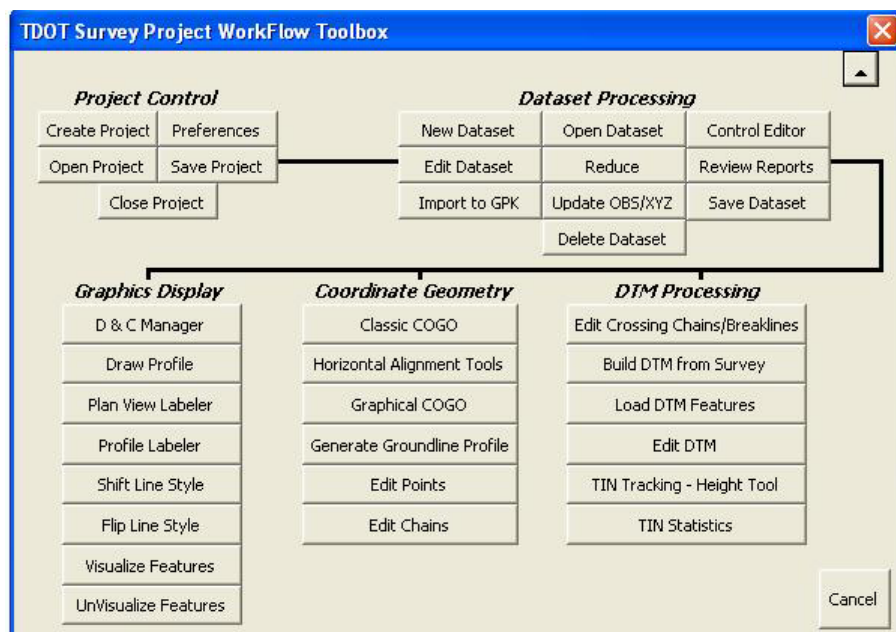 TDOT Survey Project WorkFlow Toolbox
Project Control
Create Project
Preferences
Open Project
Save Project
Close Project
Dataset Processing
New Dataset
Open Dataset
Control Editor
Edit Dataset
Reduce
Review Reports
Import to GPK
Update OBS/XYZ
Save Dataset
Delete Dataset
Graphics Display
D & C Manager
Draw Profile
Plan View Labeler
Profile Labeler
Shift Line Style
Flip Line Style
Visualize Features
UnVisualize Features
Coordinate Geometry
Classic COGO
Horizontal Alignment Tools
Graphical COGO
Generate Groundline Profile
Edit Points
Edit Chains
DTM Processing
Edit Crossing Chains/Breaklines
Build DTM from Survey
Load DTM Features
Edit DTM
TIN Tracking - Height Tool
TIN Statistics
Cancel